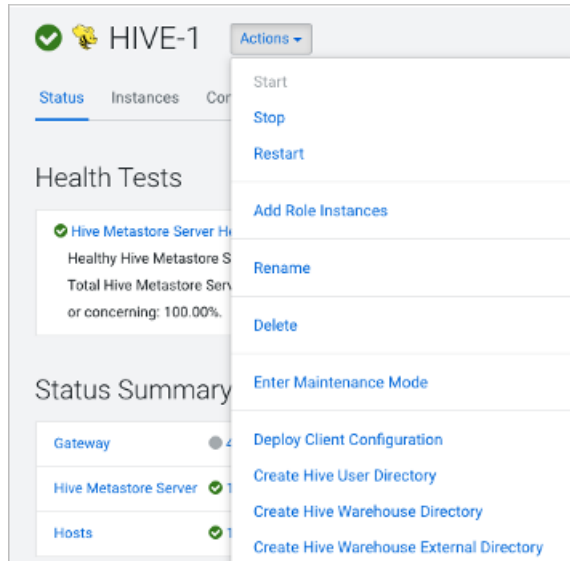 HIVE-1
Actions
Status Instances
Start
Stop
Restart
Health Tests
Add Role Instances
Hive Metastore Server
Healthy Hive Metastore
Total Hive Metastore
or concerning: 100.00%.
Rename
Delete
Status Summary
Enter Maintenance Mode
Gateway
Hive Metastore Server
Hosts
Deploy Client Configuration
Create Hive User Directory
Create Hive Warehouse Directory
Create Hive Warehouse External Directory